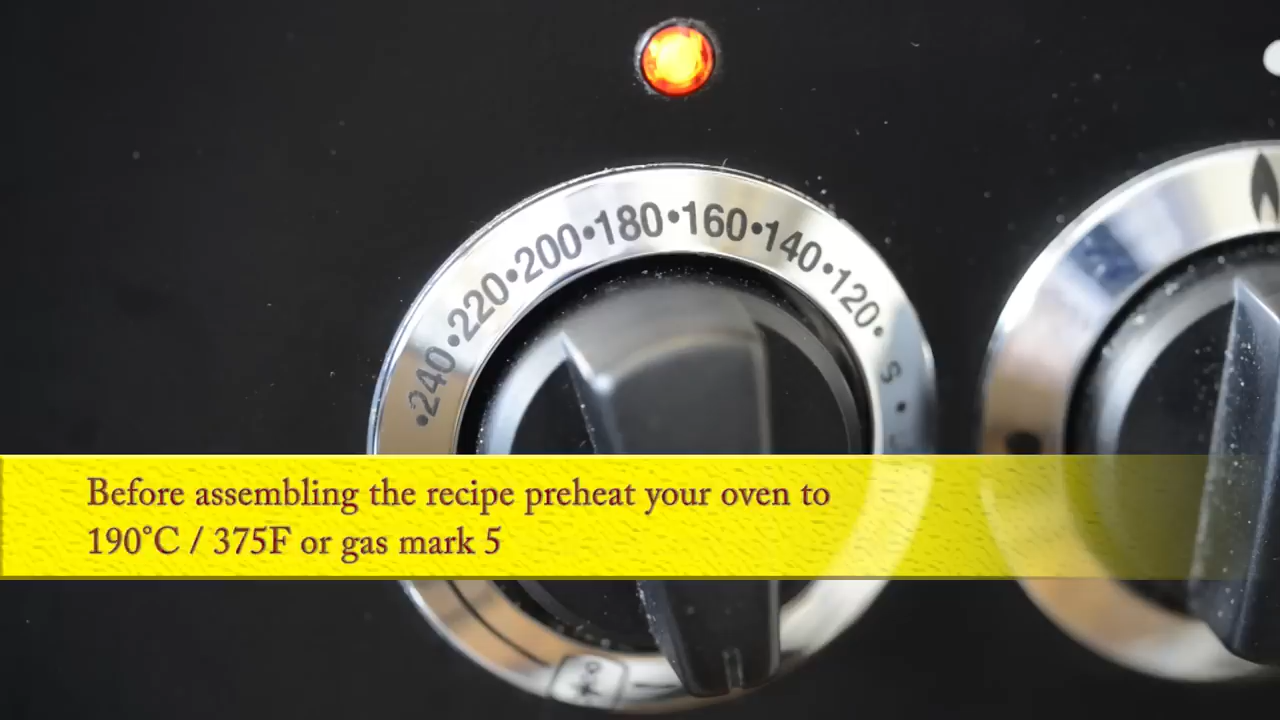 240•220•200•180•160•140•120• S •
Before assembling the recipe preheat your oven to
190°C / 375F or gas mark 5